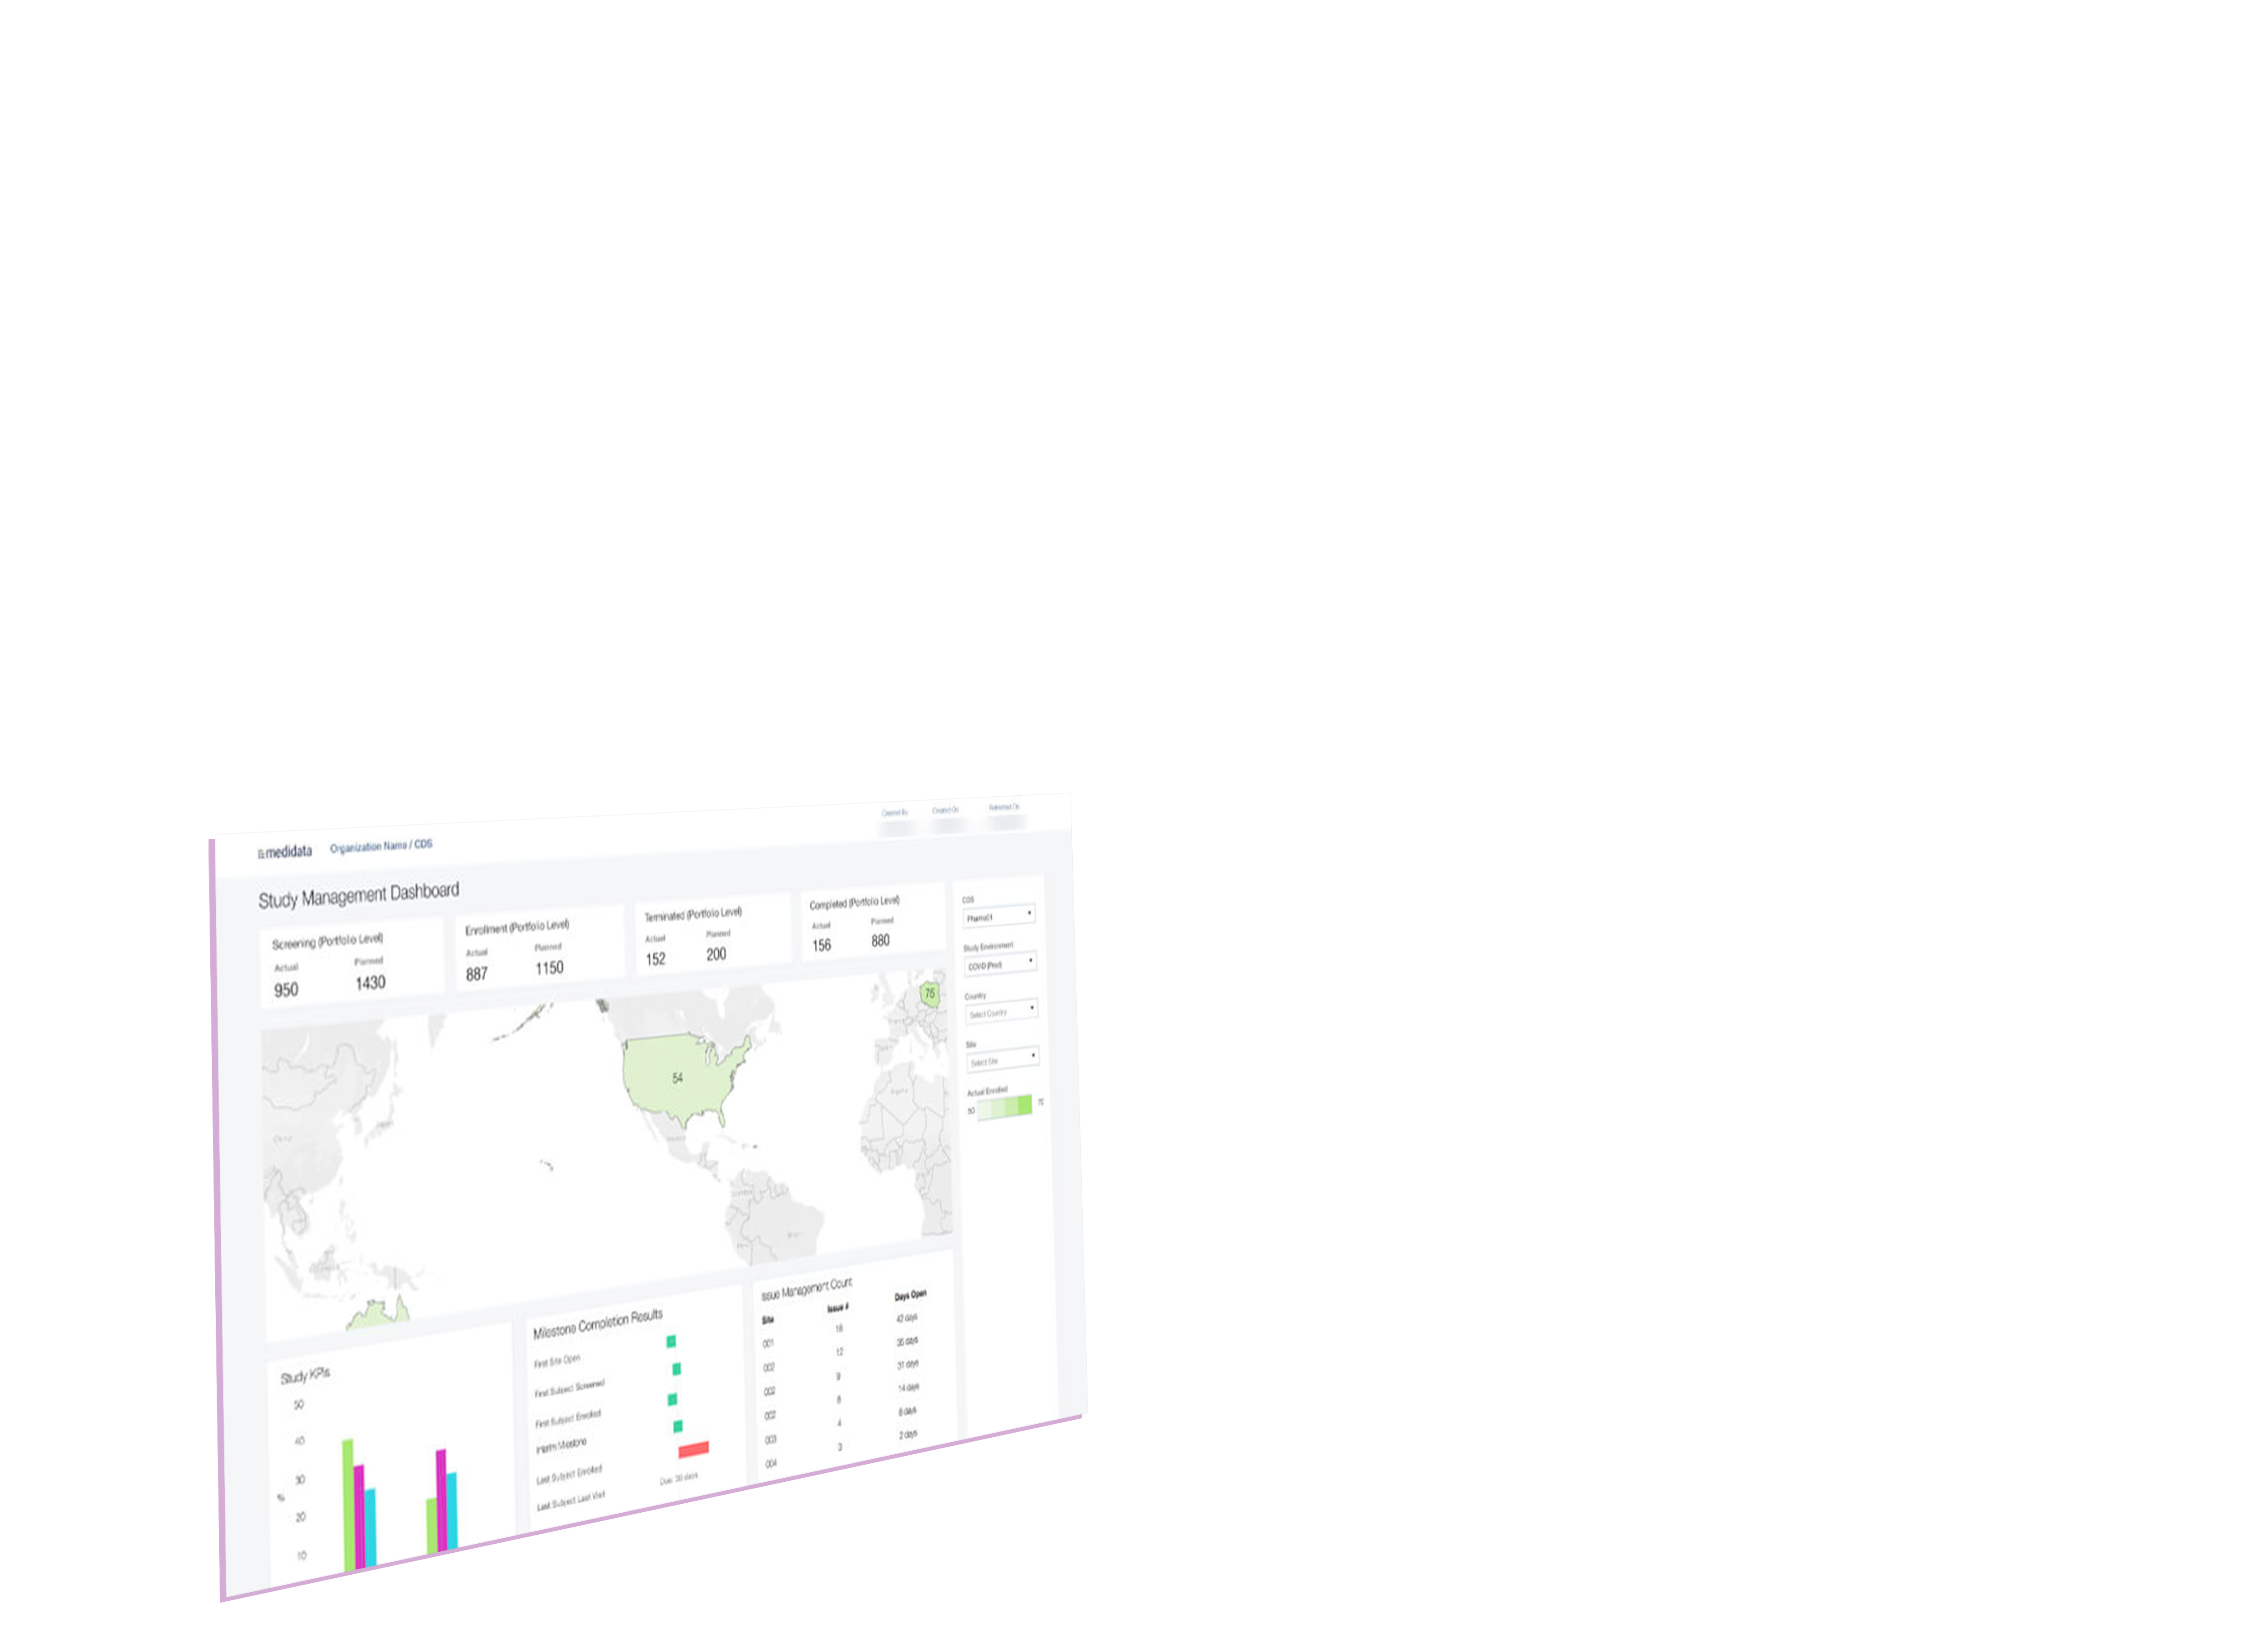 medidata
Organization Name / CDS
Created By
Created On
Refreshed On
Study Management Dashboard
Screening (Portfolio Level)
Actual
Planned
950
1430
Enrollment (Portfolio Level)
Actual
Planned
887
1150
Terminated (Portfolio Level)
Actual
Planned
152
200
Completed (Portfolio Level)
Actual
Planned
156
880
CDS
Pharma01
Study Environment
COVID (Prod)
Country
Select Country
Site
Select Site
Actual Enrolled
75
54
China
Mexico
Algeria
Study KPIs
50
40
30
%
20
10
Milestone Completion Results
First Site Open
First Subject Screened
First Subject Enrolled
Interim Milestone
Last Subject Enrolled
Last Subject Last Visit
Due: 38 days
Issue Management Count
Site
Issue #
Days Open
001
18
42 days
002
12
35 days
002
9
31 days
002
14 days
003
4
6 days
004
3
2 days